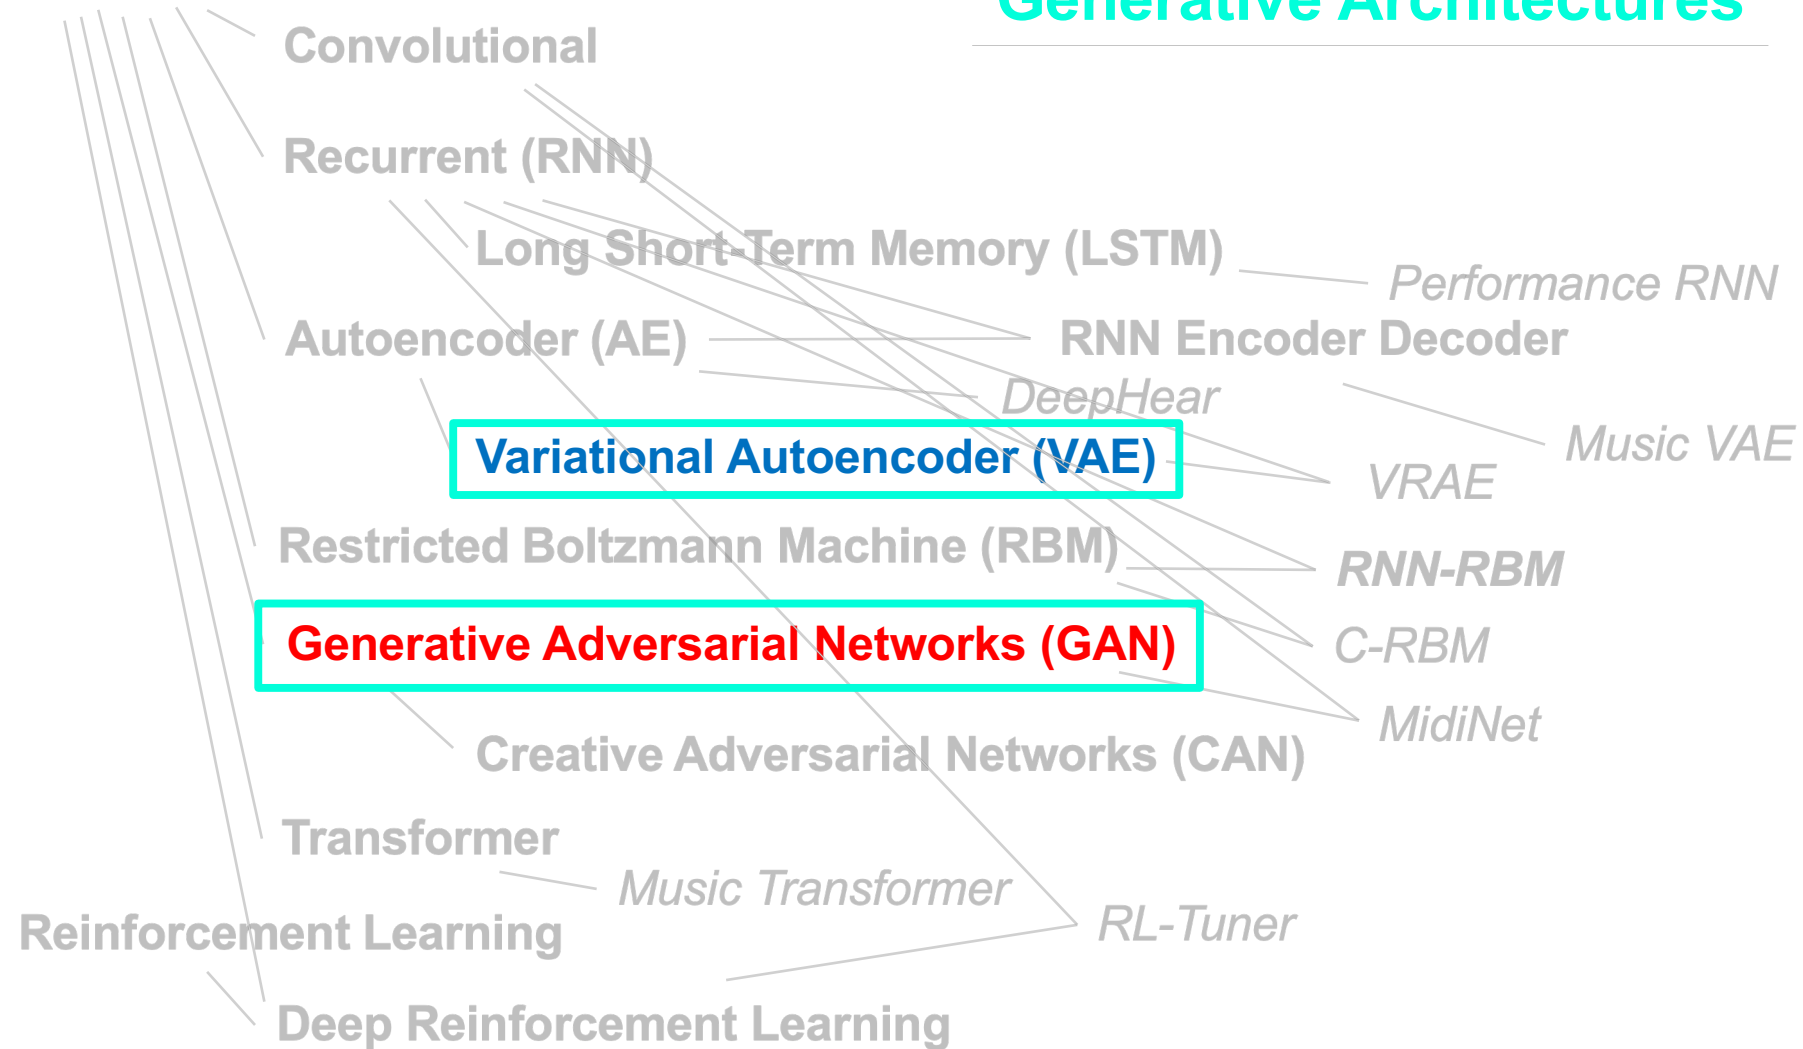 Generative Architectures
Convolutional
Recurrent (RNN)
Long Short-Term Memory (LSTM)
Performance RNN
Autoencoder (AE)
RNN Encoder Decoder
DeepHear
Variational Autoencoder (VAE)
Music VAE
VRAE
Restricted Boltzmann Machine (RBM)
RNN-RBM
Generative Adversarial Networks (GAN)
C-RBM
MidiNet
Creative Adversarial Networks (CAN)
Transformer
Music Transformer
Reinforcement Learning
RL-Tuner
Deep Reinforcement Learning